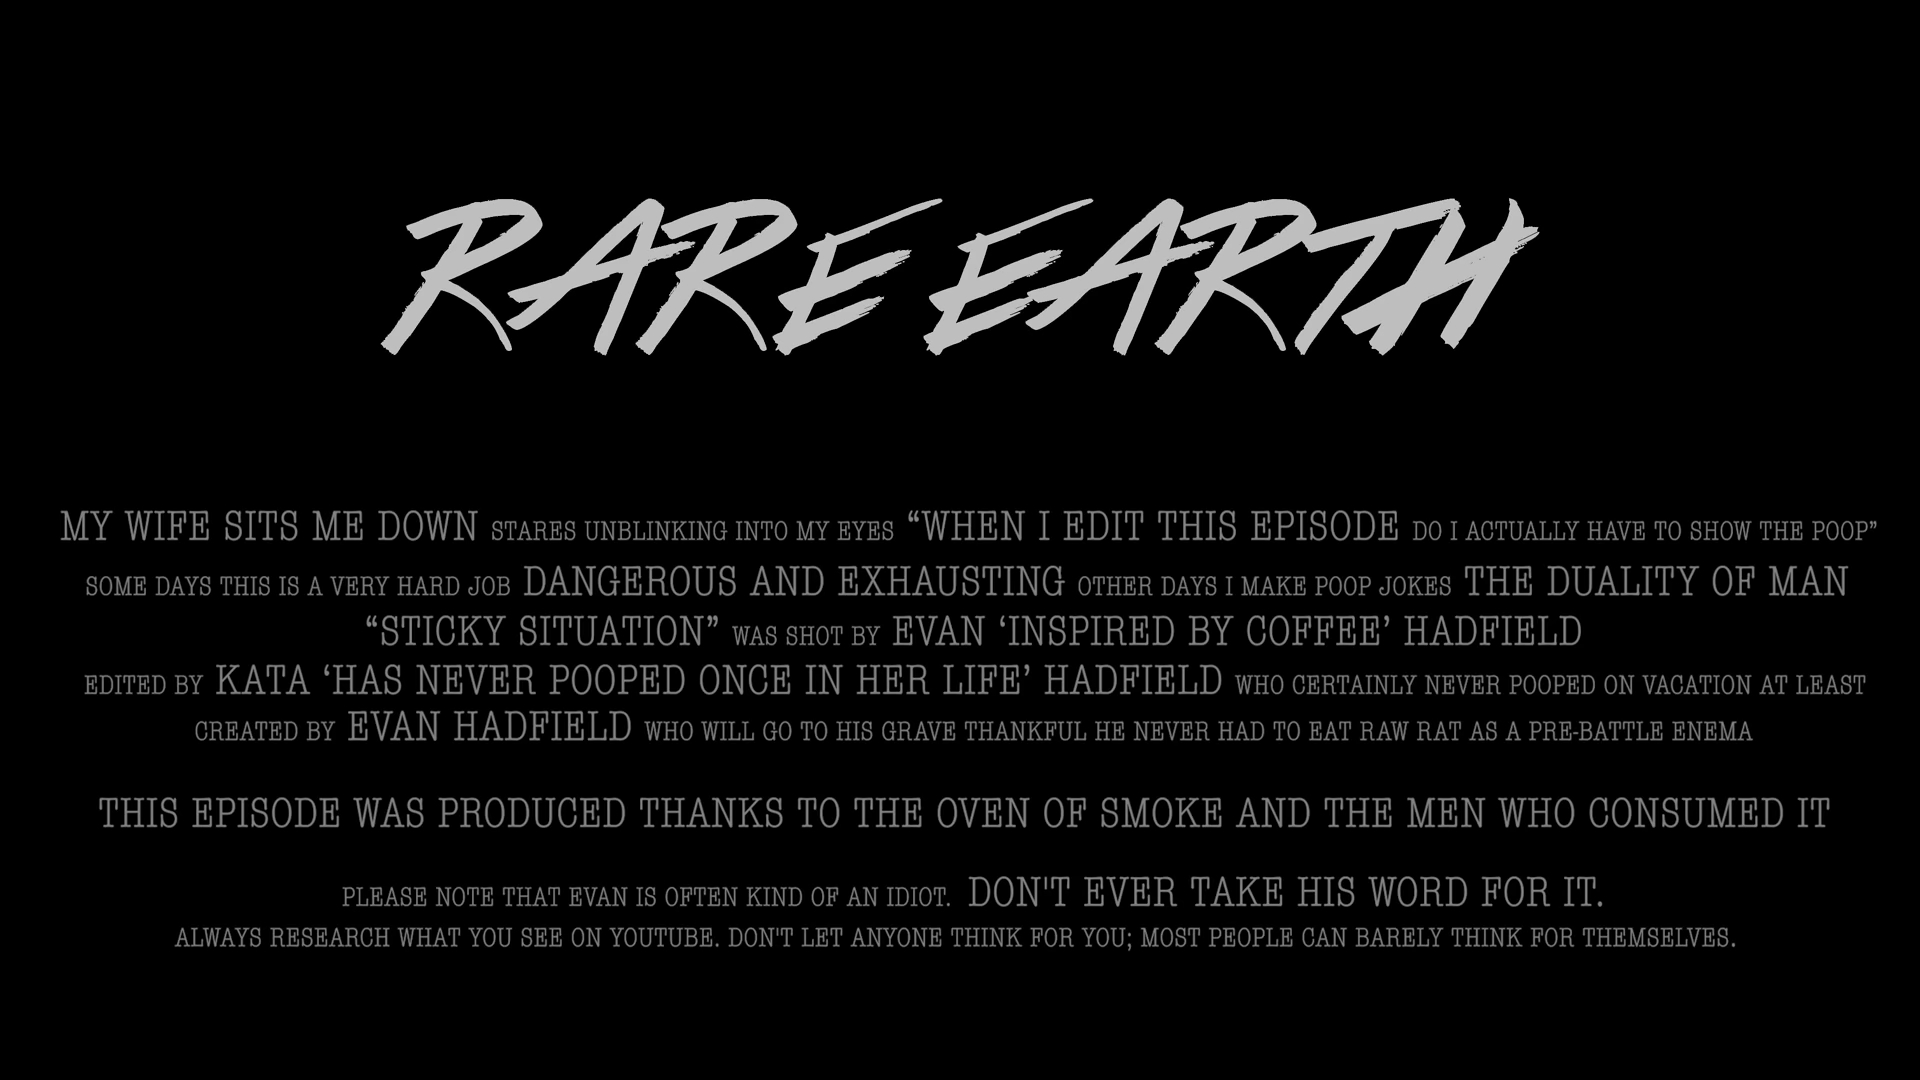 RARE EARTH
MY WIFE SITS ME DOWN STARES UNBLINKING INTO MY EYES “WHEN I EDIT THIS EPISODE DO I ACTUALLY HAVE TO SHOW THE POOP”
SOME DAYS THIS IS A VERY HARD JOB DANGEROUS AND EXHAUSTING OTHER DAYS I MAKE POOP JOKES THE DUALITY OF MAN
“STICKY SITUATION” WAS SHOT BY EVAN ‘INSPIRED BY COFFEE’ HADFIELD
EDITED BY KATA ‘HAS NEVER POOPED ONCE IN HER LIFE’ HADFIELD WHO CERTAINLY NEVER POOPED ON VACATION AT LEAST
CREATED BY EVAN HADFIELD WHO WILL GO TO HIS GRAVE THANKFUL HE NEVER HAD TO EAT RAW RAT AS A PRE-BATTLE ENEMA
THIS EPISODE WAS PRODUCED THANKS TO THE OVEN OF SMOKE AND THE MEN WHO CONSUMED IT
PLEASE NOTE THAT EVAN IS OFTEN KIND OF AN IDIOT. DON'T EVER TAKE HIS WORD FOR IT.
ALWAYS RESEARCH WHAT YOU SEE ON YOUTUBE. DON'T LET ANYONE THINK FOR YOU; MOST PEOPLE CAN BARELY THINK FOR THEMSELVES.